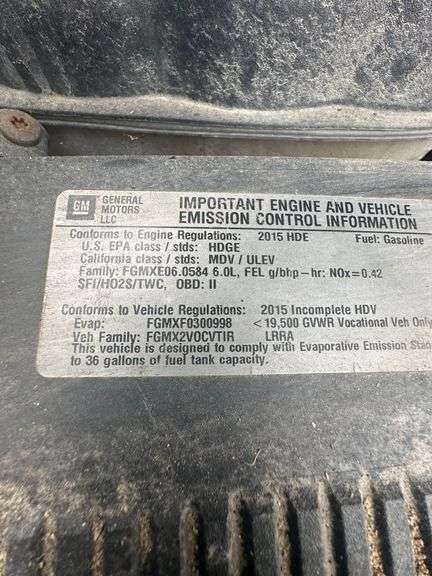 GM GENERAL MOTORS LLC
IMPORTANT ENGINE AND VEHICLE
EMISSION CONTROL INFORMATION
Conforms to Engine Regulations: 2015 HDE Fuel: Gasoline
U.S. EPA class / stds: HDGE
California class / stds: MDV / ULEV
Family: FGMXE06.0584 6.0L, FEL g/bhp-hr: NOx=0.42
SFI/HO2S/TWC, OBD: II
Conforms to Vehicle Regulations: 2015 Incomplete HDV
Evap: FGMXF0300998 < 19,500 GVWR Vocational Veh Only
Veh Family: FGMX2VOCVTIR LRRA
This vehicle is designed to comply with Evaporative Emission Stan
to 36 gallons of fuel tank capacity.